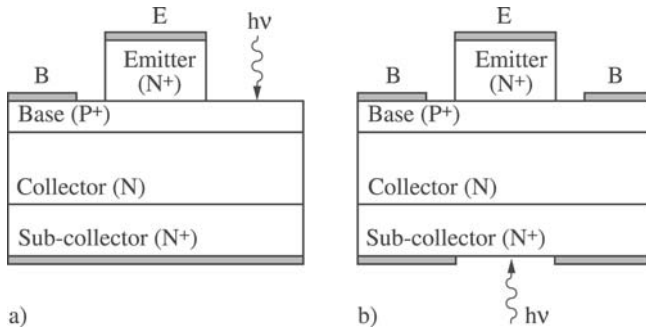 E
hν
Emitter
(N+)
B
Base (P+)
Collector (N)
Sub-collector (N+)
a)
E
B
Emitter
(N+)
B
Base (P+)
Collector (N)
Sub-collector (N+)
b)
hν